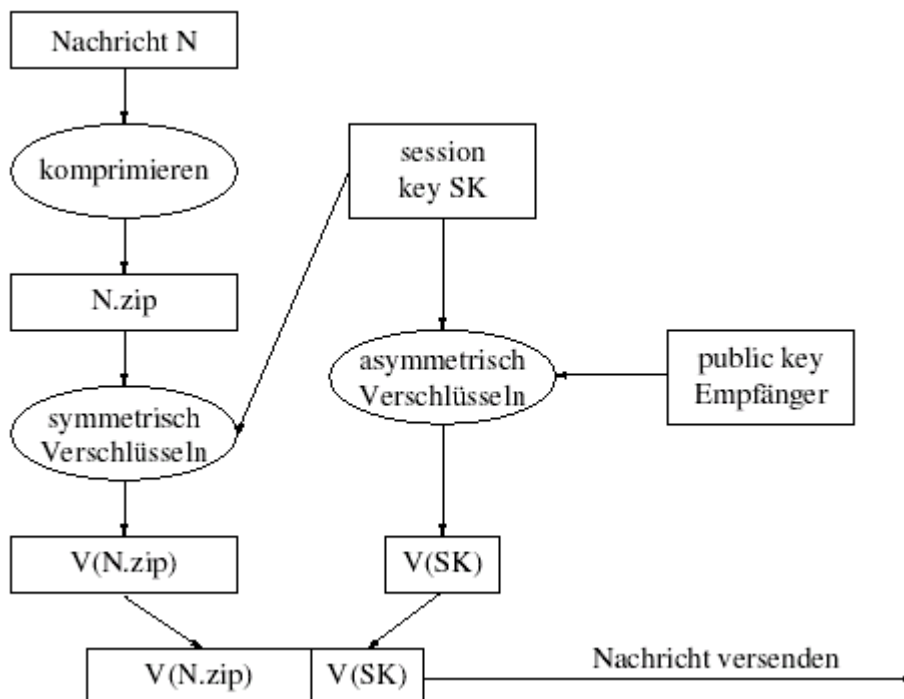 Nachricht N
komprimieren
session
key SK
N.zip
asymmetrisch
Verschlüsseln
public key
Empfänger
symmetrisch
Verschlüsseln
V(N.zip)
V(SK)
V(N.zip)
V(SK)
Nachricht versenden